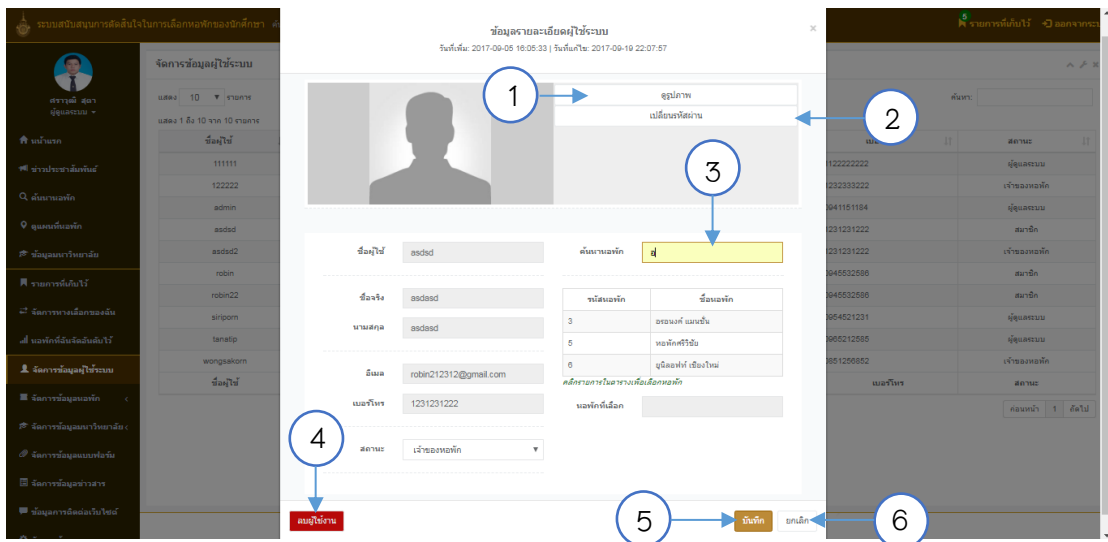 ระบบสนับสนุนการตัดสินใจในการเลือกหอพักของนักศึกษา
5
รายการที่เก็บไว้
ออกจากระบ
ข้อมูลรายละเอียดผู้ใช้ระบบ
×
วันที่เพิ่ม: 2017-09-05 16:05:33 | วันที่แก้ไข: 2017-09-19 22:07:57
ศราวุฒิ สุดา
ผู้ดูแลระบบ
หน้าแรก
ข่าวประชาสัมพันธ์
ค้นหาหอพัก
ดูแผนที่หอพัก
ข้อมูลมหาวิทยาลัย
รายการที่เก็บไว้
จัดการทางเลือกของฉัน
หอพักที่ฉันจัดอันดับไว้
จัดการข้อมูลผู้ใช้ระบบ
จัดการข้อมูลหอพัก
จัดการข้อมูลมหาวิทยาลัย
จัดการข้อมูลแบบฟอร์ม
จัดการข้อมูลข่าวสาร
ข้อมูลการติดต่อเว็บไซต์
จัดการข้อมูลผู้ใช้ระบบ
แสดง 10 รายการ
ค้นหา:
แสดง 1 ถึง 10 จาก 10 รายการ
ชื่อผู้ใช้
สถานะ
111111
1122222222
ผู้ดูแลระบบ
122222
1232333222
เจ้าของหอพัก
admin
0941151184
ผู้ดูแลระบบ
asdsd
1231231222
สมาชิก
asdsd2
1231231222
เจ้าของหอพัก
robin
0945532586
สมาชิก
robin22
0945532586
สมาชิก
siriporn
0954521231
ผู้ดูแลระบบ
tanatip
0965212585
ผู้ดูแลระบบ
wongsakorn
0851256852
เจ้าของหอพัก
ชื่อผู้ใช้
เบอร์โทร
สถานะ
ก่อนหน้า 1 ถัดไป
1
ดูรูปภาพ
เปลี่ยนรหัสผ่าน
2
3
ชื่อผู้ใช้ asdsd
ค้นหาหอพัก อ
ชื่อจริง asdasd
นามสกุล asdasd
รหัสหอพัก ชื่อหอพัก
3 อรอนงค์ แมนชั่น
5 หอพักศรีวิชัย
6 ยูนิลอฟท์ เชียงใหม่
คลิกรายการในตารางเพื่อเลือกหอพัก
อีเมล robin212312@gmail.com
เบอร์โทร 1231231222
หอพักที่เลือก
สถานะ เจ้าของหอพัก
4
ลบผู้ใช้งาน
5
บันทึก
ยกเลิก
6